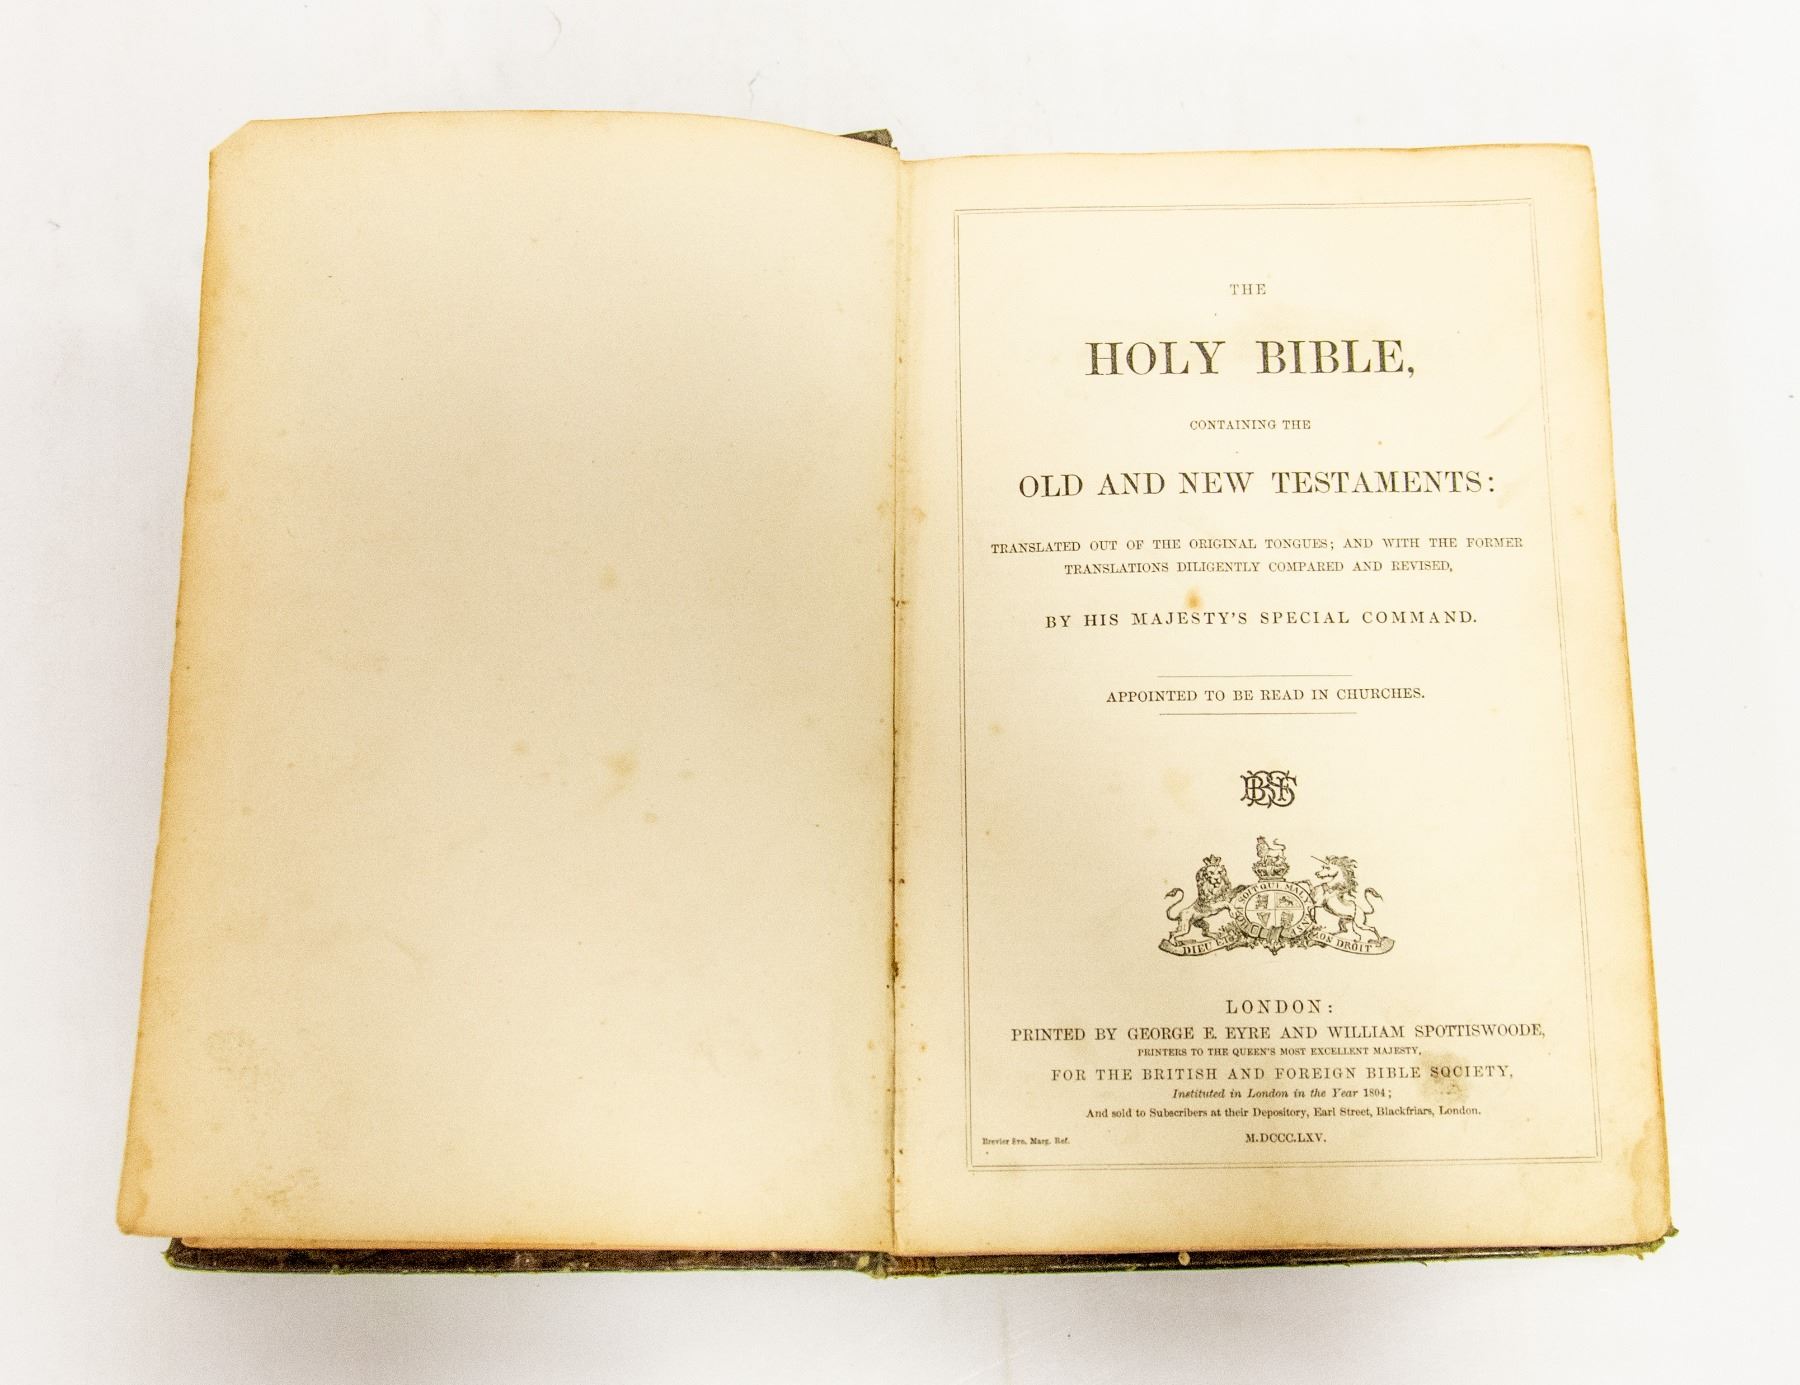 THE
HOLY BIBLE,
CONTAINING THE
OLD AND NEW TESTAMENTS:
TRANSLATED OUT OF THE ORIGINAL TONGUES; AND WITH THE FORMER
TRANSLATIONS DILIGENTLY COMPARED AND REVISED,
BY HIS MAJESTY'S SPECIAL COMMAND.
APPOINTED TO BE READ IN CHURCHES.
SOIT QUI MAL Y
DIEU ET MON DROIT
LONDON:
PRINTED BY GEORGE E. EYRE AND WILLIAM SPOTTISWOODE,
PRINTERS TO THE QUEEN'S MOST EXCELLENT MAJESTY,
FOR THE BRITISH AND FOREIGN BIBLE SOCIETY,
Instituted in London in the Year 1804;
And sold to Subscribers at their Depository, Earl Street, Blackfriars, London.
Brevier 8vo. Marg. Ref.
M.DCCC.LXV.